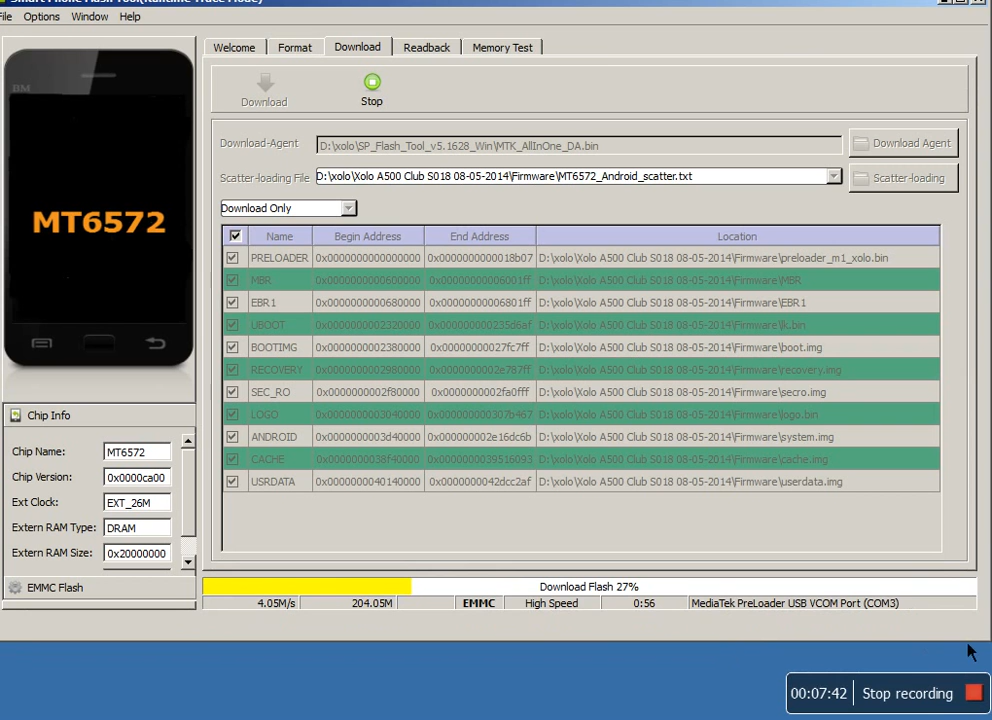 Smart Phone Flash Tool(Runtime Trace Mode)
File Options Window Help
Welcome Format Download Readback Memory Test
BM
Download Stop
Download-Agent D:\xolo\SP_Flash_Tool_v5.1628_Win\MTK_AllInOne_DA.bin Download Agent
Scatter-loading File D:\xolo\Xolo A500 Club S018 08-05-2014\Firmware\MT6572_Android_scatter.txt Scatter-loading
Download Only
MT6572
Name Begin Address End Address Location
PRELOADER 0x0000000000000000 0x0000000000018b07 D:\xolo\Xolo A500 Club S018 08-05-2014\Firmware\preloader_m1_xolo.bin
MBR 0x0000000000600000 0x00000000006001ff D:\xolo\Xolo A500 Club S018 08-05-2014\Firmware\MBR
EBR1 0x0000000000680000 0x00000000006801ff D:\xolo\Xolo A500 Club S018 08-05-2014\Firmware\EBR1
UBOOT 0x0000000002320000 0x000000000235d6af D:\xolo\Xolo A500 Club S018 08-05-2014\Firmware\lk.bin
BOOTIMG 0x0000000002380000 0x00000000027fc7ff D:\xolo\Xolo A500 Club S018 08-05-2014\Firmware\boot.img
RECOVERY 0x0000000002980000 0x0000000002e787ff D:\xolo\Xolo A500 Club S018 08-05-2014\Firmware\recovery.img
SEC_RO 0x0000000002f80000 0x0000000002fa0fff D:\xolo\Xolo A500 Club S018 08-05-2014\Firmware\secro.img
LOGO 0x0000000003040000 0x000000000307b467 D:\xolo\Xolo A500 Club S018 08-05-2014\Firmware\logo.bin
ANDROID 0x0000000003d40000 0x000000002e16dc6b D:\xolo\Xolo A500 Club S018 08-05-2014\Firmware\system.img
CACHE 0x0000000038f40000 0x0000000039516093 D:\xolo\Xolo A500 Club S018 08-05-2014\Firmware\cache.img
USRDATA 0x0000000040140000 0x0000000042dcc2af D:\xolo\Xolo A500 Club S018 08-05-2014\Firmware\userdata.img
Chip Info
Chip Name: MT6572
Chip Version: 0x0000ca00
Ext Clock: EXT_26M
Extern RAM Type: DRAM
Extern RAM Size: 0x20000000
EMMC Flash
Download Flash 27%
4.05M/s 204.05M EMMC High Speed 0:56 MediaTek PreLoader USB VCOM Port (COM3)
00:07:42 Stop recording